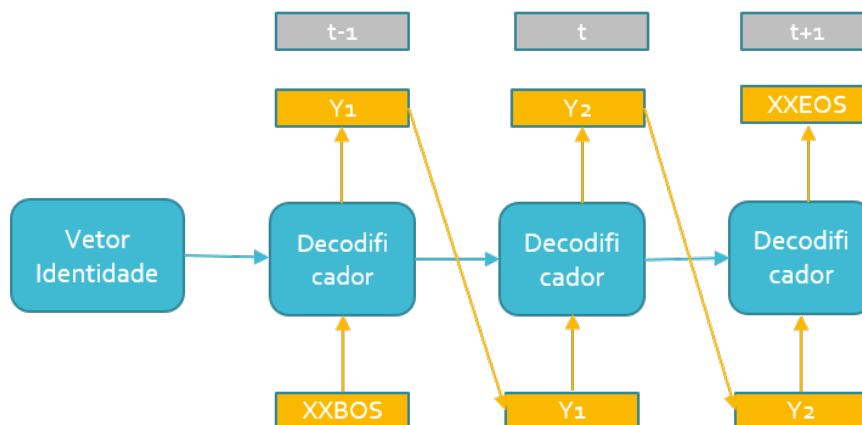 t-1
t
t+1
Y1
Y2
XXEOS
Vetor
Identidade
Decodifi
cador
Decodifi
cador
Decodifi
cador
XXBOS
Y1
Y2